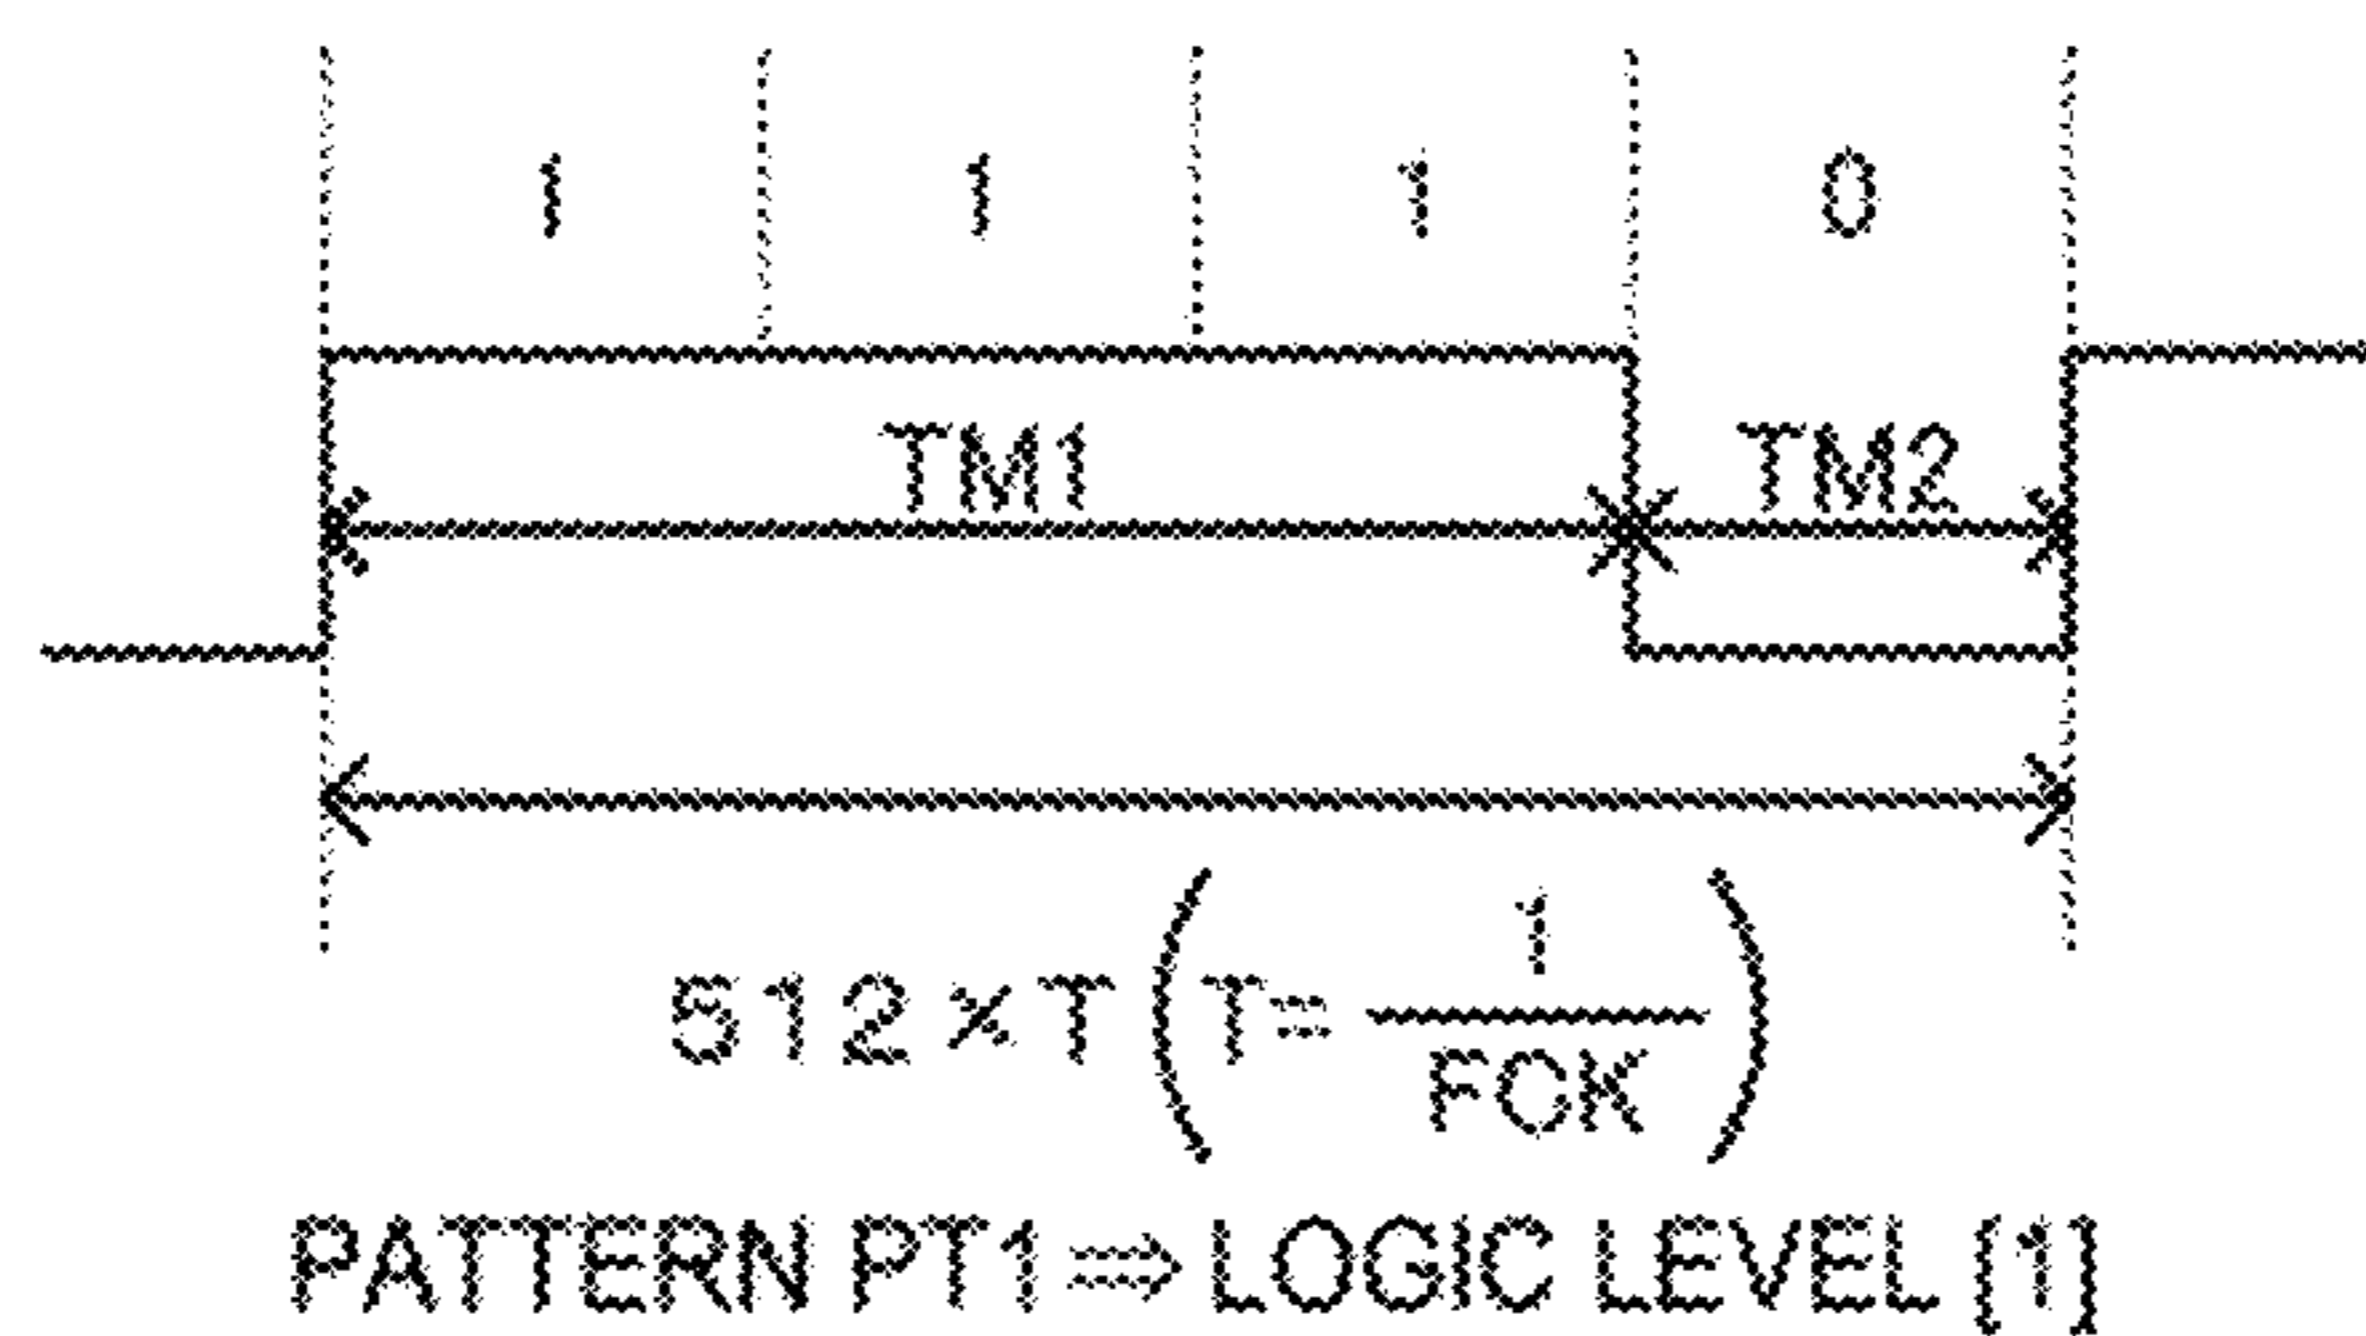 1 1 1 0
TM1 TM2
512×T(T=1/FCK)
PATTERN PT1⇒LOGIC LEVEL [1]